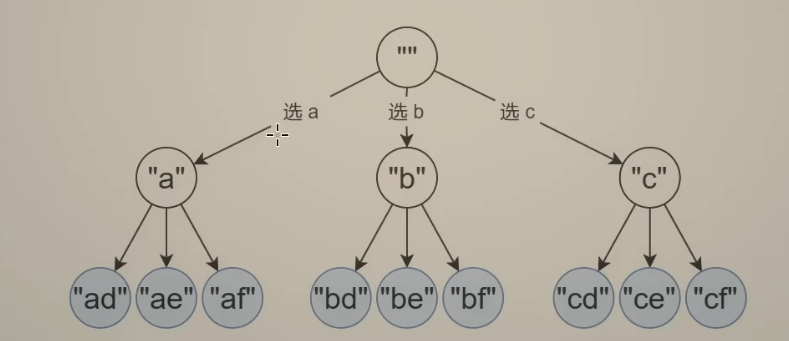 ""
选 a 选 b 选 c
"a" "b" "c"
"ad" "ae" "af" "bd" "be" "bf" "cd" "ce" "cf"